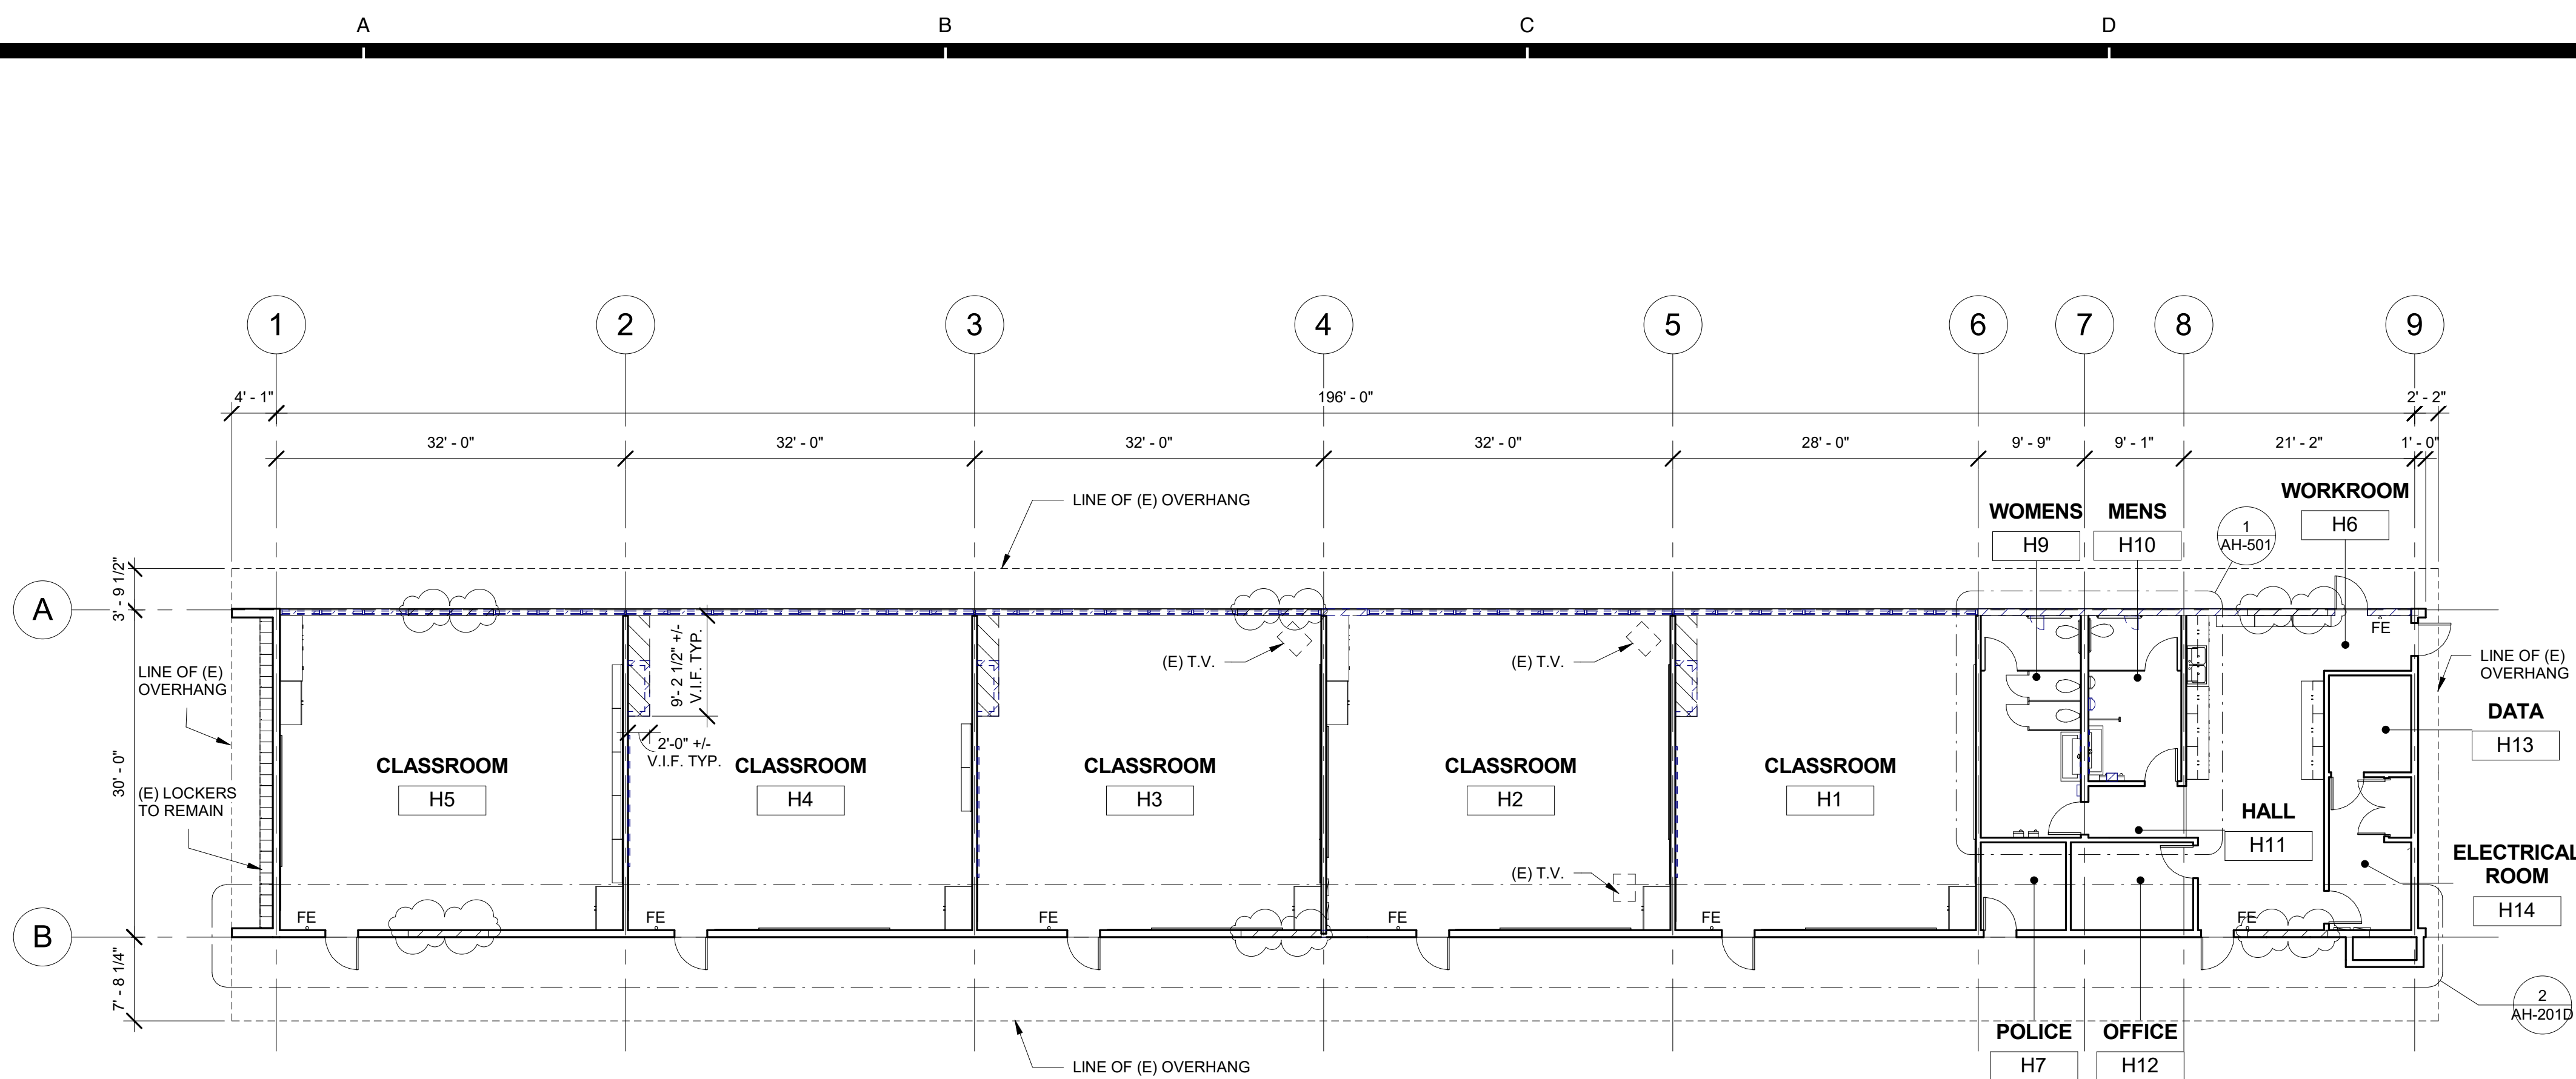 A
B
C
D
1
2
3
4
5
6
7
8
9
4' - 1"
196' - 0"
2' - 2"
32' - 0"
32' - 0"
32' - 0"
32' - 0"
28' - 0"
9' - 9"
9' - 1"
21' - 2"
1' - 0"
LINE OF (E) OVERHANG
WORKROOM
H6
WOMENS
H9
MENS
H10
1
AH-501
3' - 9 1/2"
A
FE
LINE OF (E)
OVERHANG
9'- 2 1/2" +/-
V.I.F. TYP.
(E) T.V.
(E) T.V.
LINE OF (E)
OVERHANG
DATA
H13
2'-0" +/-
V.I.F. TYP.
30' - 0"
CLASSROOM
H5
CLASSROOM
H4
CLASSROOM
H3
CLASSROOM
H2
CLASSROOM
H1
(E) LOCKERS
TO REMAIN
HALL
H11
ELECTRICAL
ROOM
H14
(E) T.V.
FE
FE
FE
FE
FE
FE
B
7' - 8 1/4"
2
AH-201D
POLICE
H7
OFFICE
H12
LINE OF (E) OVERHANG